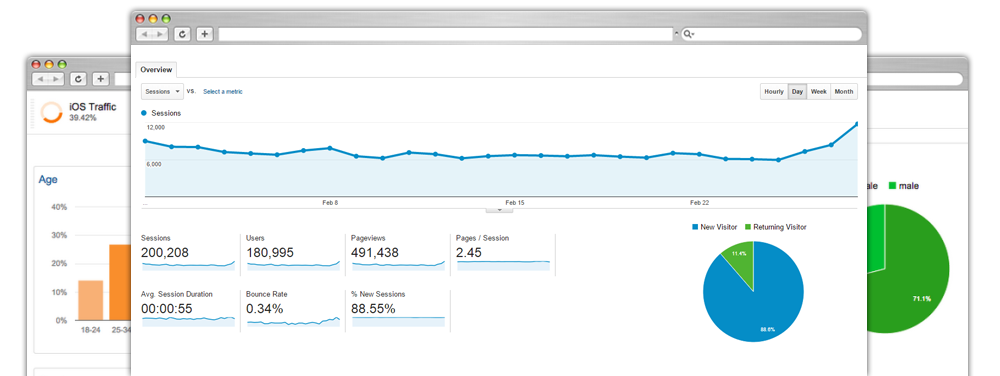 Overview
Sessions
vs.
Select a metric
Hourly
Day
Week
Month
Sessions
12,000
6,000
...
Feb 8
Feb 15
Feb 22
Sessions
200,208
Users
180,995
Pageviews
491,438
Pages / Session
2.45
Avg. Session Duration
00:00:55
Bounce Rate
0.34%
% New Sessions
88.55%
New Visitor
Returning Visitor
11.4%
88.6%
iOS Traffic
39.42%
Age
40%
30%
20%
10%
0%
18-24
25-34
ale
male
71.1%